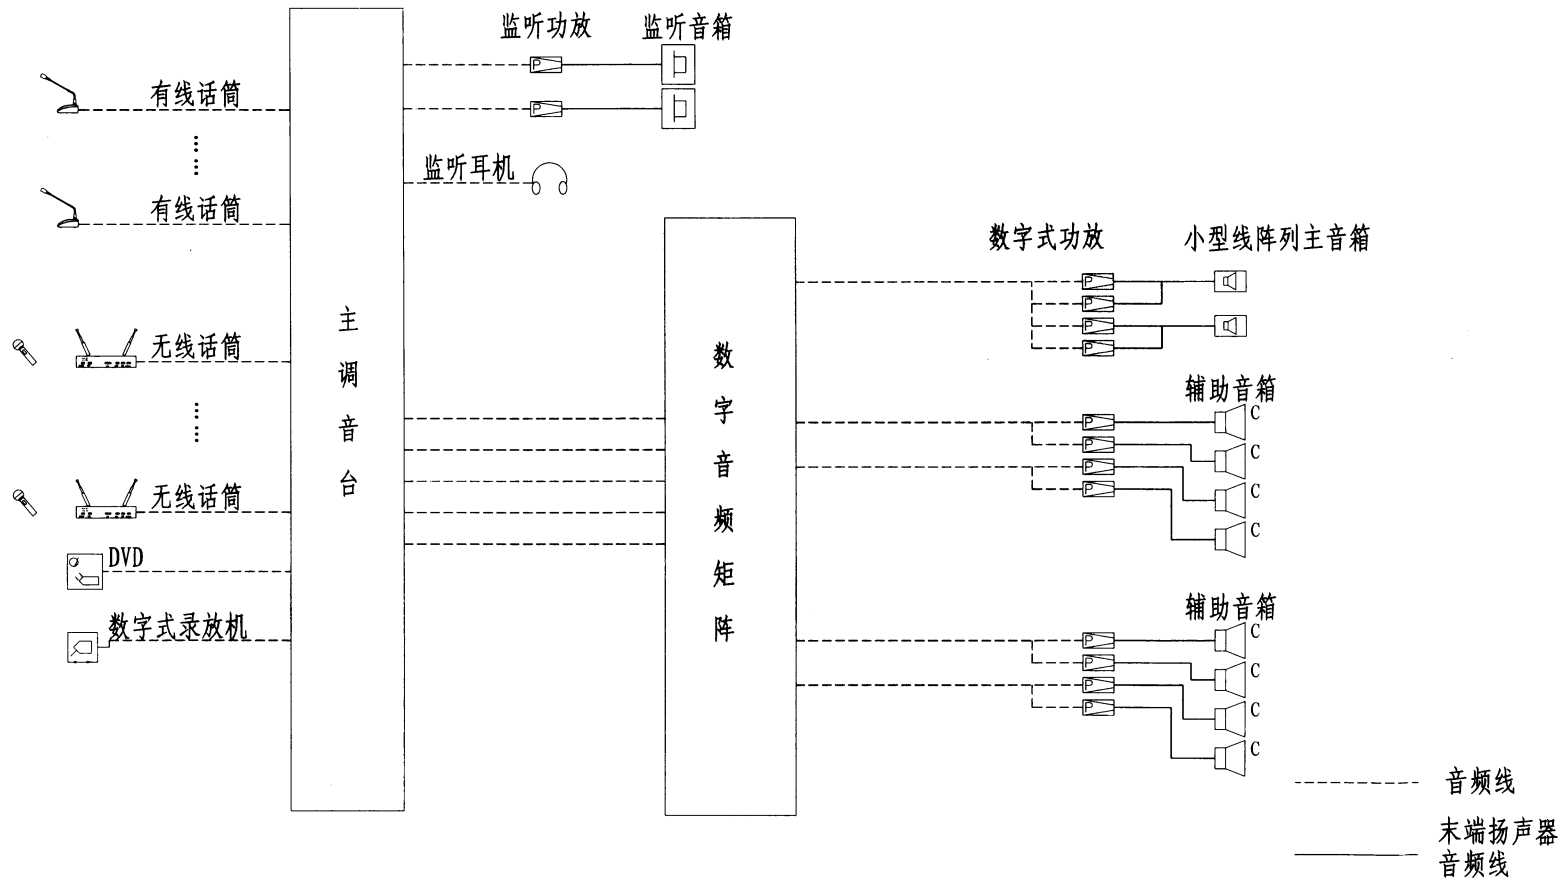 监听功放
监听音箱
P
P
有线话筒
监听耳机
有线话筒
数字式功放
小型线阵列主音箱
P
P
P
P
主调音台
数字音频矩阵
无线话筒
辅助音箱
P
C
P
C
P
C
P
C
无线话筒
DVD
数字式录放机
辅助音箱
P
C
P
C
P
C
P
C
音频线
末端扬声器
音频线